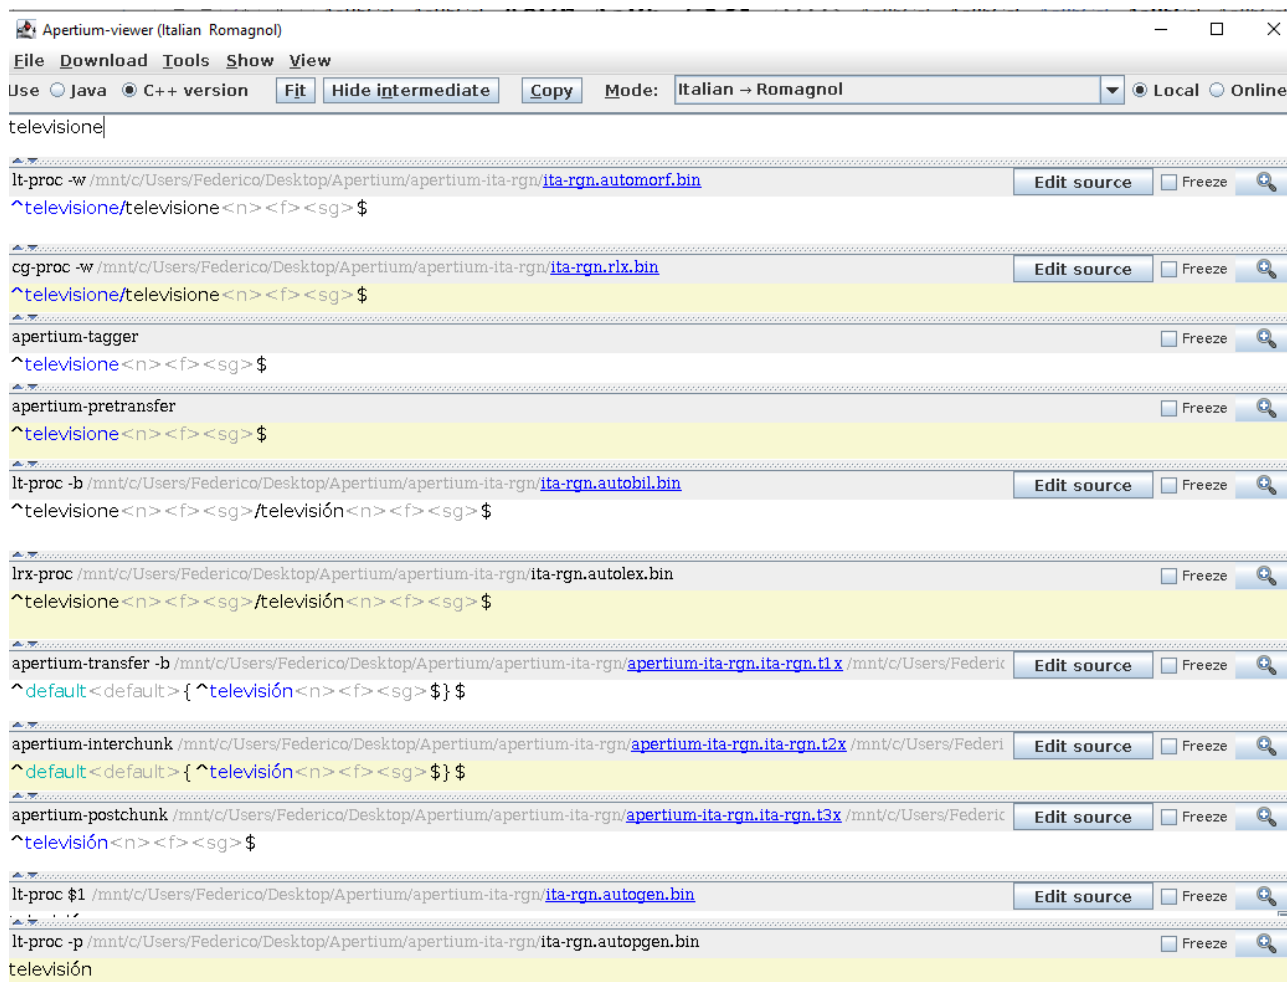 Apertium-viewer (Italian Romagnol)
File Download Tools Show View
Use Java C++ version Fit Hide intermediate Copy Mode: Italian → Romagnol Local Online
televisione
lt-proc -w /mnt/c/Users/Federico/Desktop/Apertium/apertium-ita-rgn/ita-rgn.automorf.bin Edit source Freeze
^televisione/televisione<n><f><sg>$
cg-proc -w /mnt/c/Users/Federico/Desktop/Apertium/apertium-ita-rgn/ita-rgn.rlx.bin Edit source Freeze
^televisione/televisione<n><f><sg>$
apertium-tagger Freeze
^televisione<n><f><sg>$
apertium-pretransfer Freeze
^televisione<n><f><sg>$
lt-proc -b /mnt/c/Users/Federico/Desktop/Apertium/apertium-ita-rgn/ita-rgn.autobil.bin Edit source Freeze
^televisione<n><f><sg>/televisión<n><f><sg>$
lrx-proc /mnt/c/Users/Federico/Desktop/Apertium/apertium-ita-rgn/ita-rgn.autolex.bin Freeze
^televisione<n><f><sg>/televisión<n><f><sg>$
apertium-transfer -b /mnt/c/Users/Federico/Desktop/Apertium/apertium-ita-rgn/apertium-ita-rgn.ita-rgn.t1x /mnt/c/Users/Federic Edit source Freeze
^default<default>{^televisión<n><f><sg>$}$
apertium-interchunk /mnt/c/Users/Federico/Desktop/Apertium/apertium-ita-rgn/apertium-ita-rgn.ita-rgn.t2x /mnt/c/Users/Federi Edit source Freeze
^default<default>{^televisión<n><f><sg>$}$
apertium-postchunk /mnt/c/Users/Federico/Desktop/Apertium/apertium-ita-rgn/apertium-ita-rgn.ita-rgn.t3x /mnt/c/Users/Federic Edit source Freeze
^televisión<n><f><sg>$
lt-proc $1 /mnt/c/Users/Federico/Desktop/Apertium/apertium-ita-rgn/ita-rgn.autogen.bin Edit source Freeze
lt-proc -p /mnt/c/Users/Federico/Desktop/Apertium/apertium-ita-rgn/ita-rgn.autopgen.bin Freeze
televisión